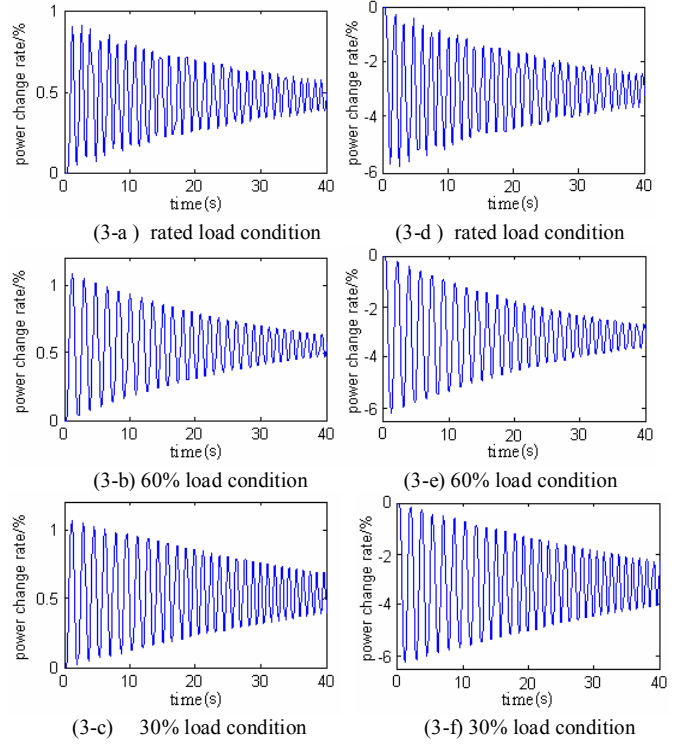 1
0.5
0
power change rate/%
0 10 20 30 40
time(s)
(3-a ) rated load condition
0
-2
-4
-6
power change rate/%
0 10 20 30 40
time(s)
(3-d ) rated load condition
1
0.5
0
power change rate/%
0 10 20 30 40
time(s)
(3-b) 60% load condition
0
-2
-4
-6
power change rate/%
0 10 20 30 40
time(s)
(3-e) 60% load condition
1
0.5
0
power change rate/%
0 10 20 30 40
time(s)
(3-c) 30% load condition
0
-2
-4
-6
power change rate/%
0 10 20 30 40
time(s)
(3-f) 30% load condition